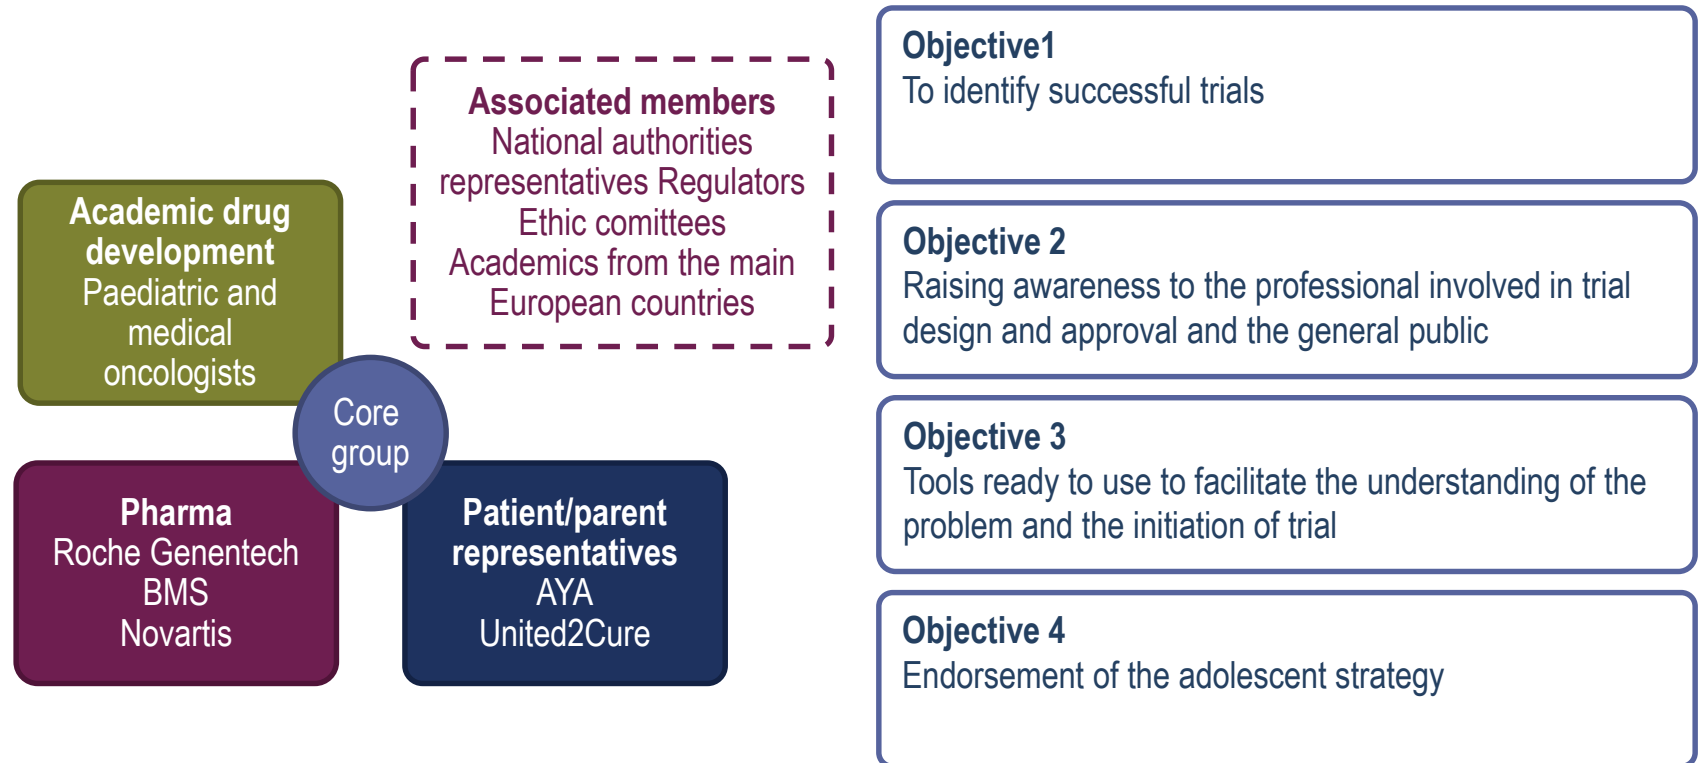 Associated members
National authorities
representatives Regulators
Ethic comittees
Academics from the main
European countries
Academic drug
development
Paediatric and
medical
oncologists
Core
group
Pharma
Roche Genentech
BMS
Novartis
Patient/parent
representatives
AYA
United2Cure
Objective1
To identify successful trials
Objective 2
Raising awareness to the professional involved in trial
design and approval and the general public
Objective 3
Tools ready to use to facilitate the understanding of the
problem and the initiation of trial
Objective 4
Endorsement of the adolescent strategy